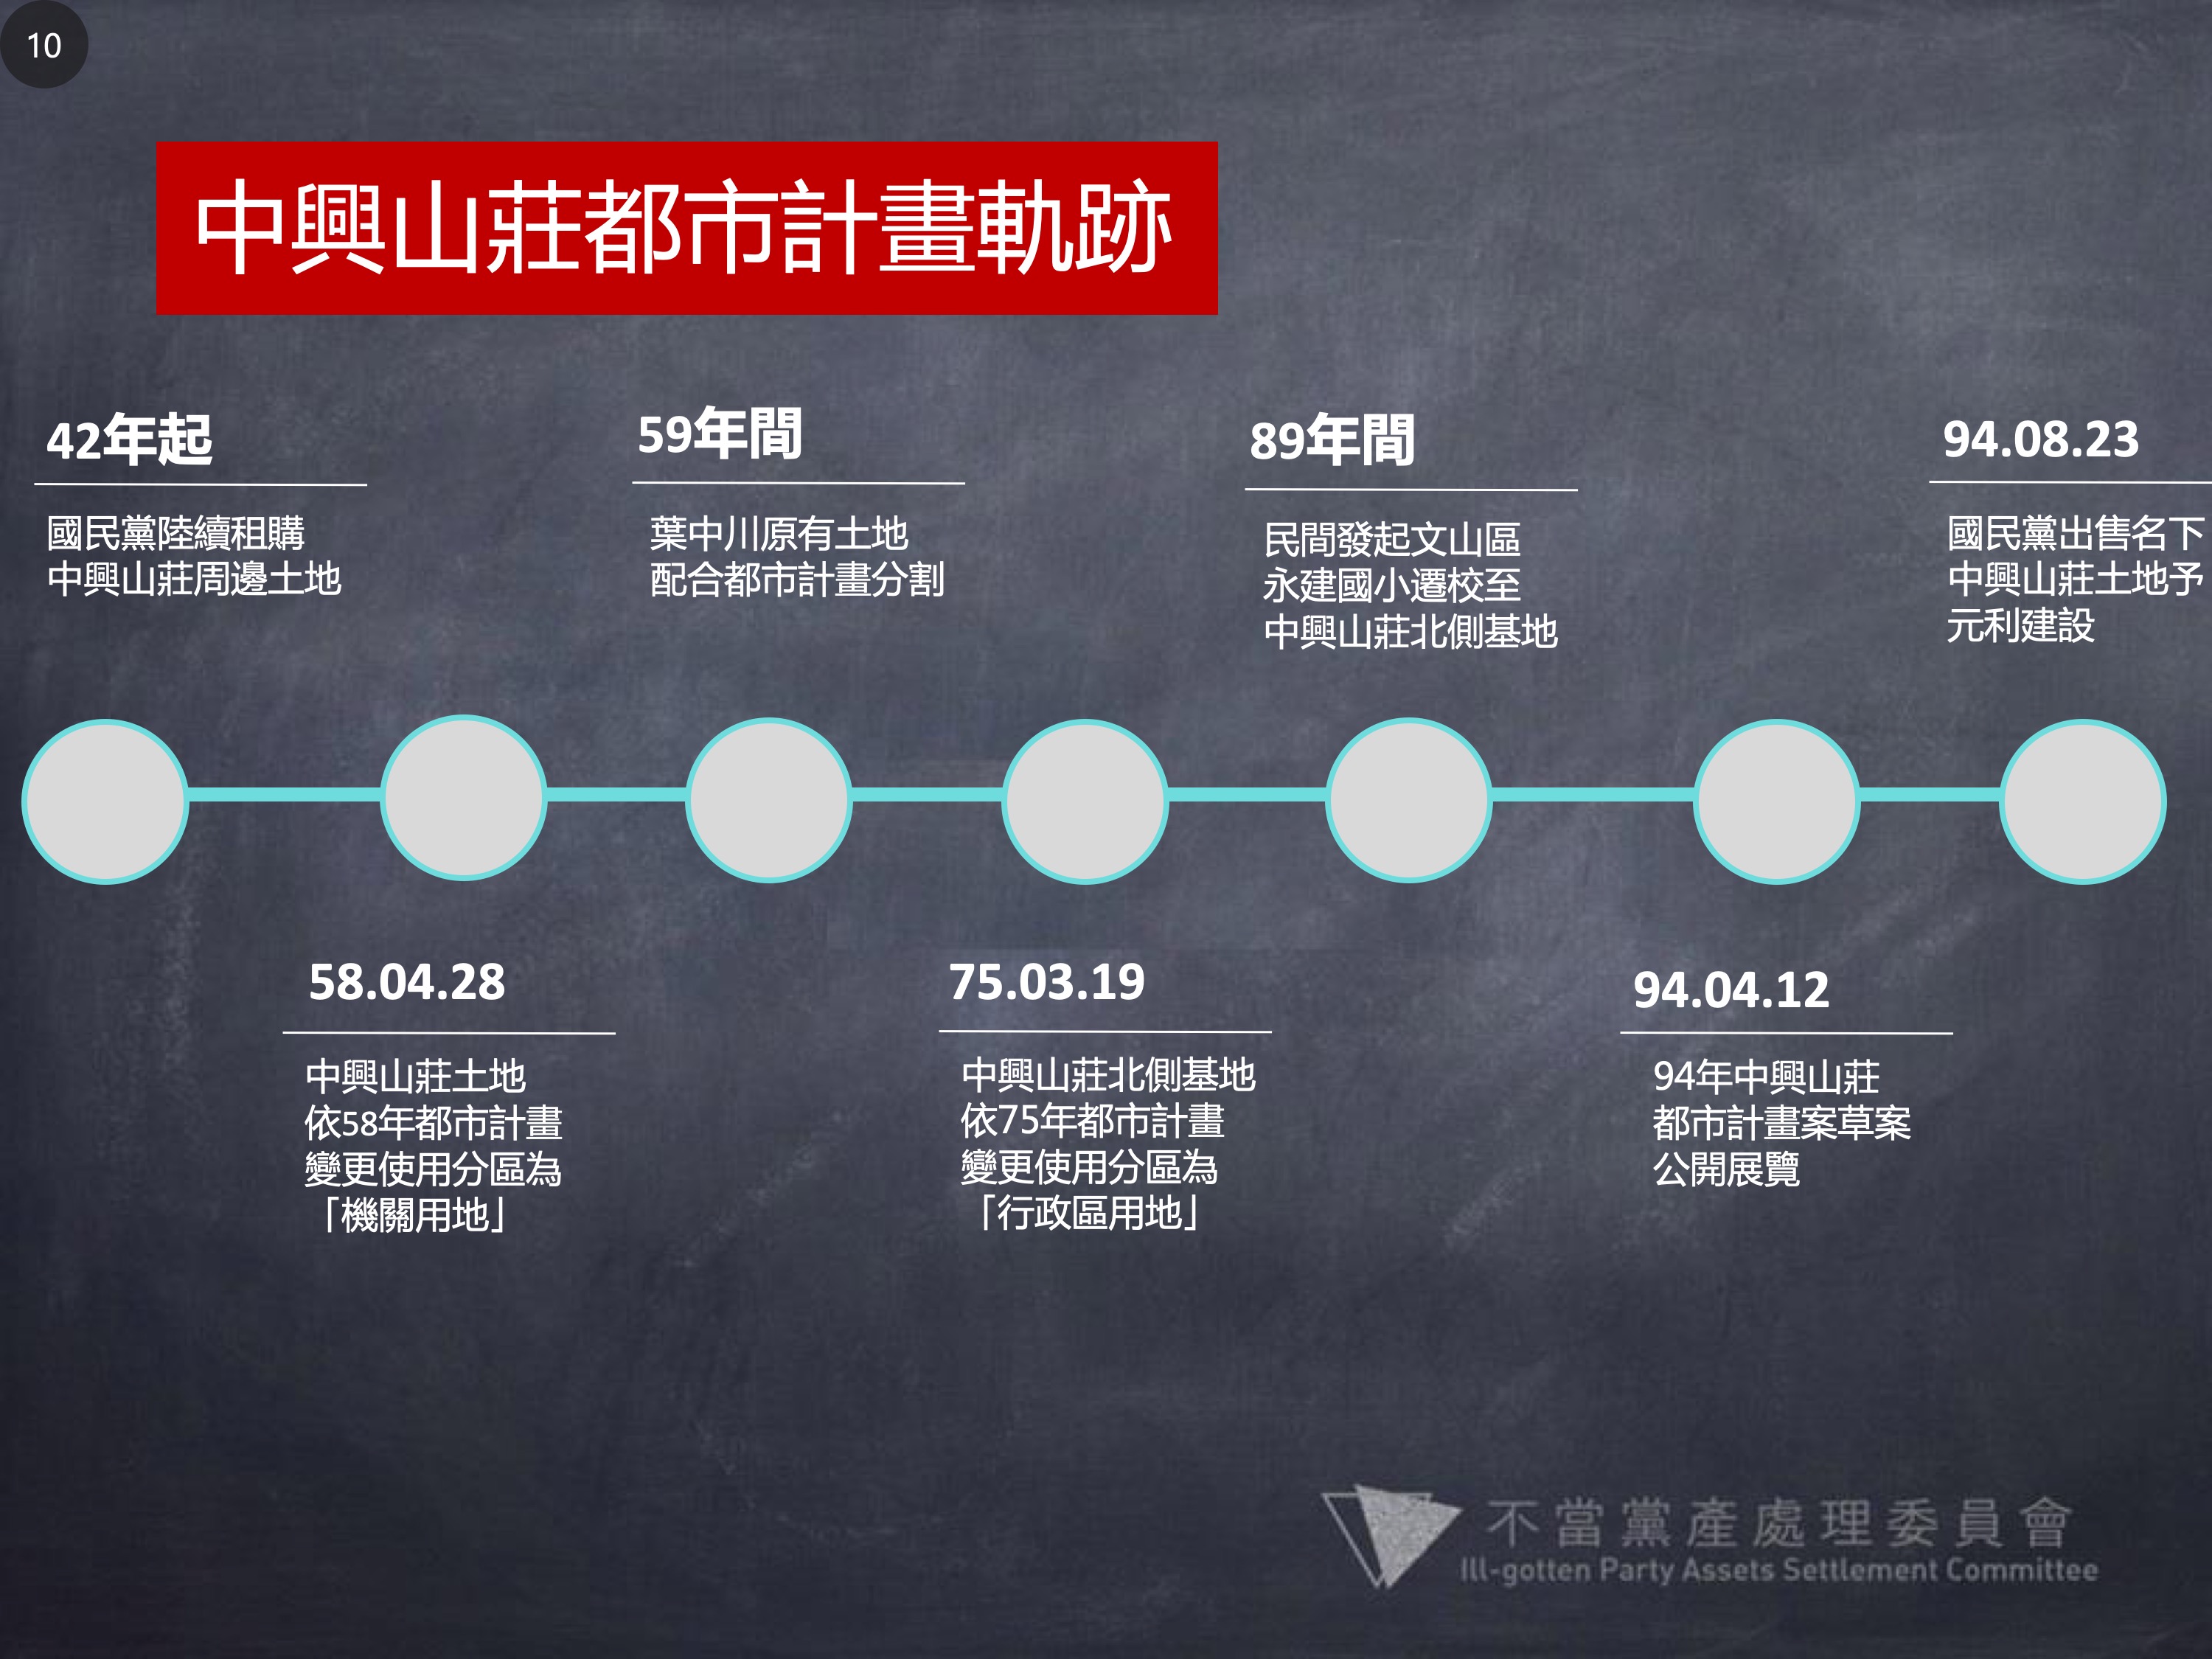 10
中興山莊都市計畫軌跡
42年起
國民黨陸續租購
中興山莊周邊土地
58.04.28
中興山莊土地
依58年都市計畫
變更使用分區為
「機關用地」
59年間
葉中川原有土地
配合都市計畫分割
75.03.19
中興山莊北側基地
依75年都市計畫
變更使用分區為
「行政區用地」
89年間
民間發起文山區
永建國小遷校至
中興山莊北側基地
94.04.12
94年中興山莊
都市計畫案草案
公開展覽
94.08.23
國民黨出售名下
中興山莊土地予
元利建設
不當黨產處理委員會
Ill-gotten Party Assets Settlement Committee